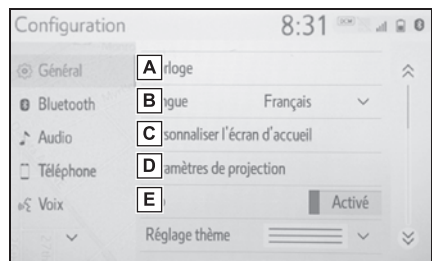 Configuration 8:31
Général
A rloge
Bluetooth
B ngue Français
Audio
C sonnaliser l'écran d'accueil
Téléphone
D amètres de projection
Voix
E Activé
Réglage thème